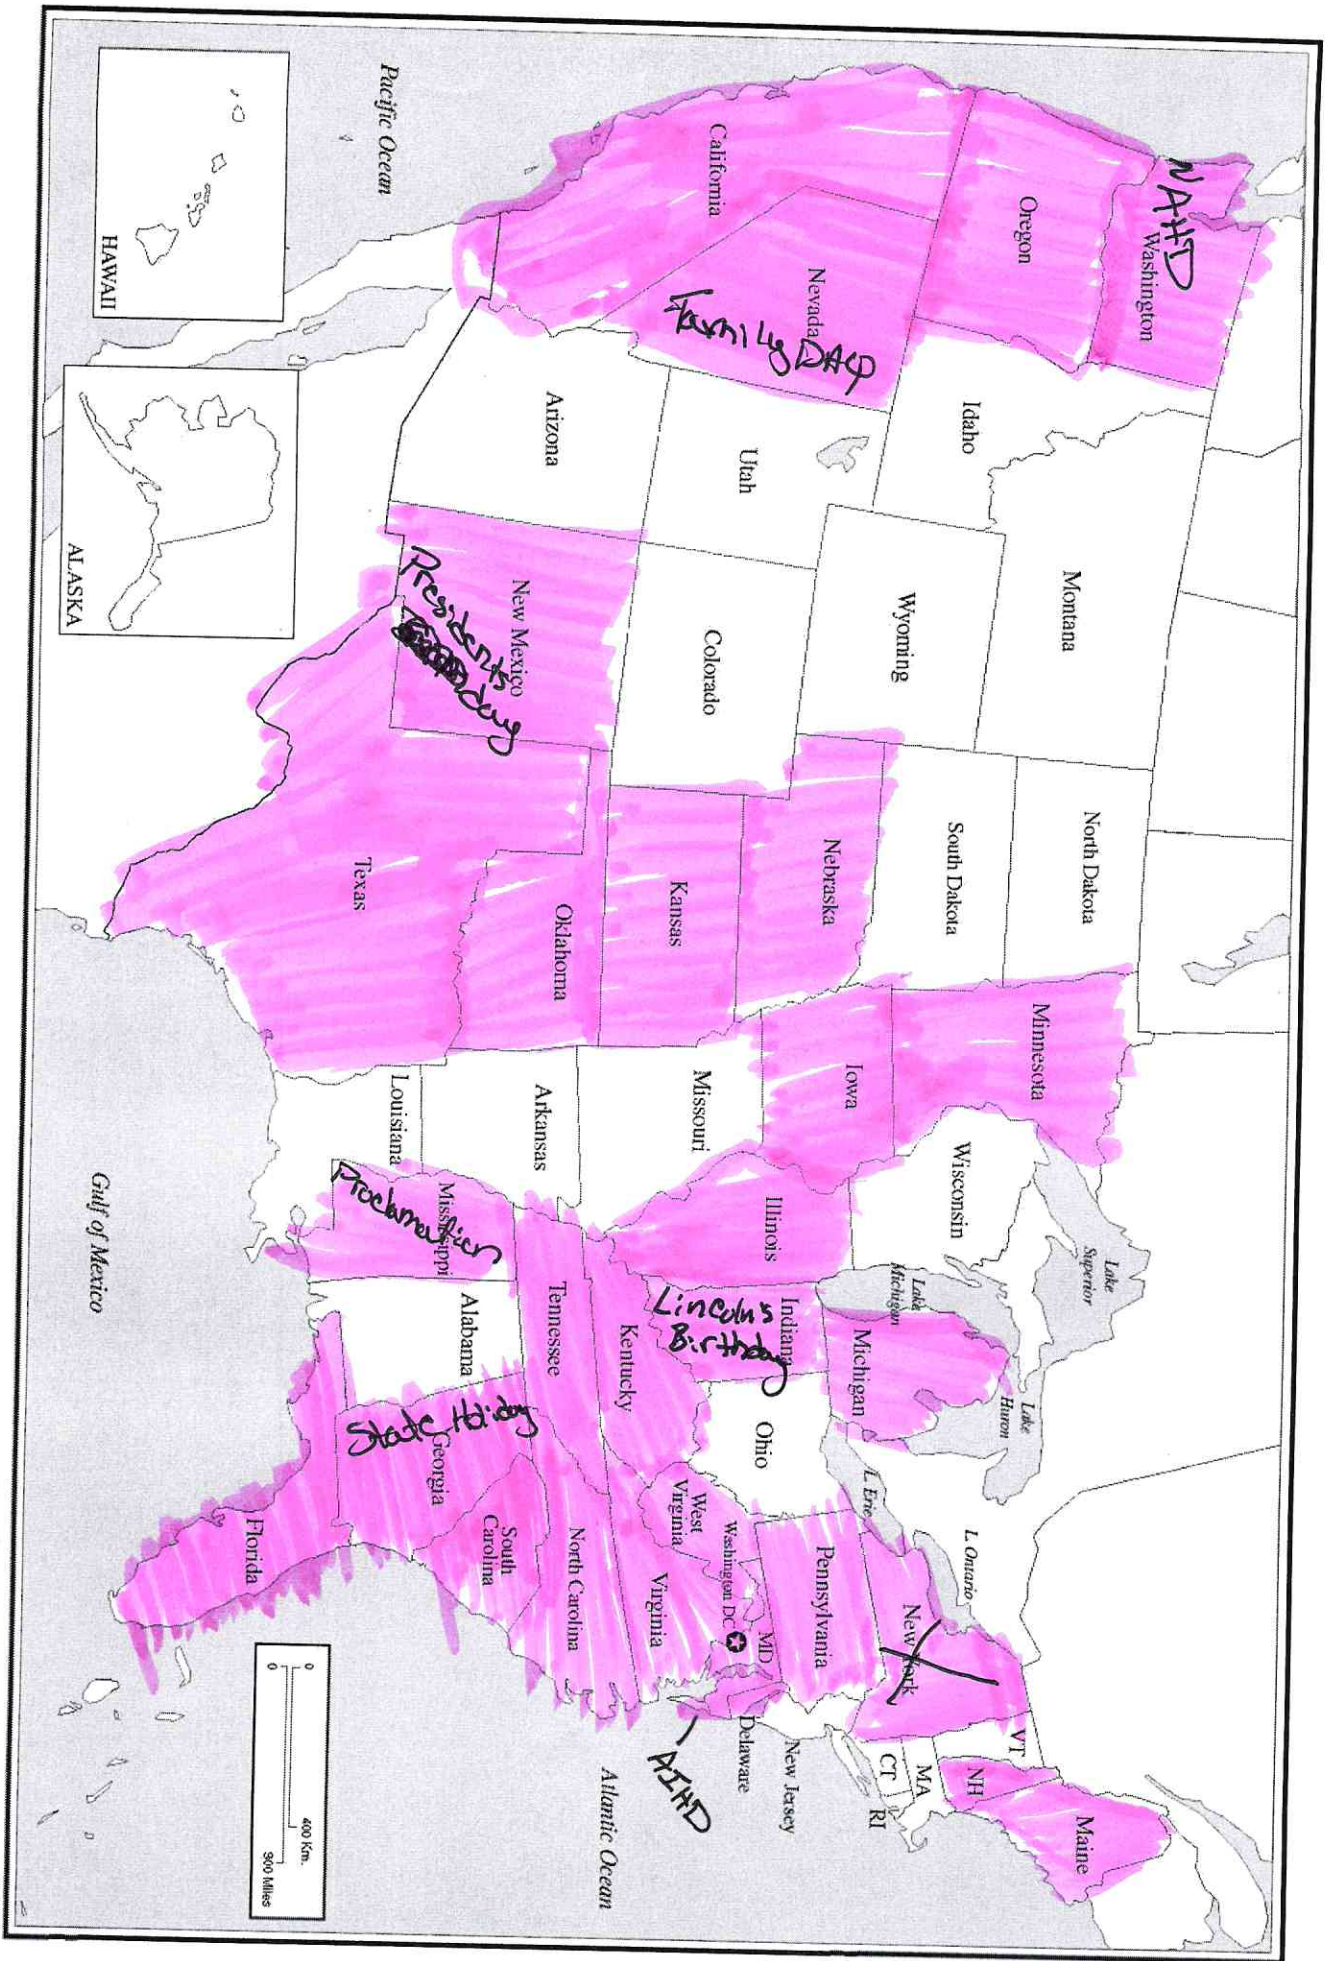 Pacific Ocean
HAWAII
ALASKA
NAHD
Washington
Oregon
California
Nevada
Family DAY
Idaho
Montana
Wyoming
Utah
Arizona
Colorado
New Mexico
Presidents
day
North Dakota
South Dakota
Nebraska
Kansas
Oklahoma
Texas
Minnesota
Iowa
Missouri
Arkansas
Louisiana
Wisconsin
Illinois
Mississippi
Proclamation
Lake
Superior
Lake
Michigan
Lake
Huron
L. Erie
L. Ontario
Michigan
Indiana
Lincoln's
Birthday
Ohio
Kentucky
Tennessee
Alabama
Georgia
State Holiday
Florida
South
Carolina
North Carolina
Virginia
West
Virginia
Washington DC
MD
Delaware
AIHD
Pennsylvania
New Jersey
New York
VT
NH
MA
CT
RI
Maine
Gulf of Mexico
Atlantic Ocean
0 400 Km.
0 300 Miles